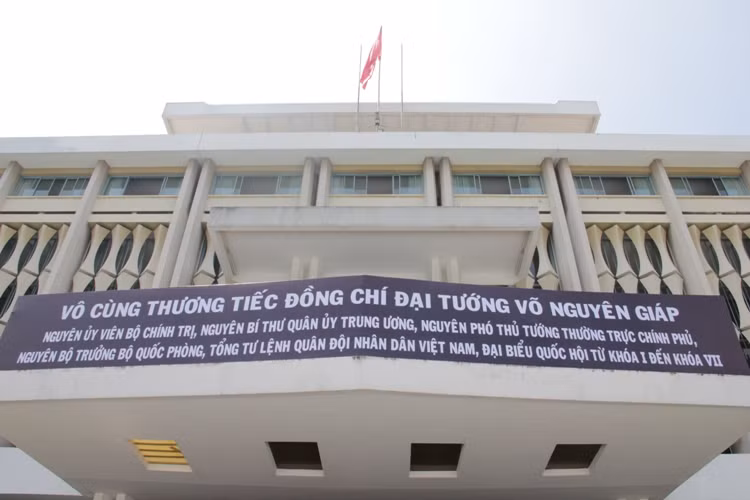 VÔ CÙNG THƯƠNG TIẾC ĐỒNG CHÍ ĐẠI TƯỚNG VÕ NGUYÊN GIÁP
NGUYÊN ỦY VIÊN BỘ CHÍNH TRỊ, NGUYÊN BÍ THƯ QUÂN ỦY TRUNG ƯƠNG, NGUYÊN PHÓ THỦ TƯỚNG THƯỜNG TRỰC CHÍNH PHỦ,
NGUYÊN BỘ TRƯỞNG BỘ QUỐC PHÒNG, TỔNG TƯ LỆNH QUÂN ĐỘI NHÂN DÂN VIỆT NAM, ĐẠI BIỂU QUỐC HỘI TỪ KHÓA I ĐẾN KHÓA VII